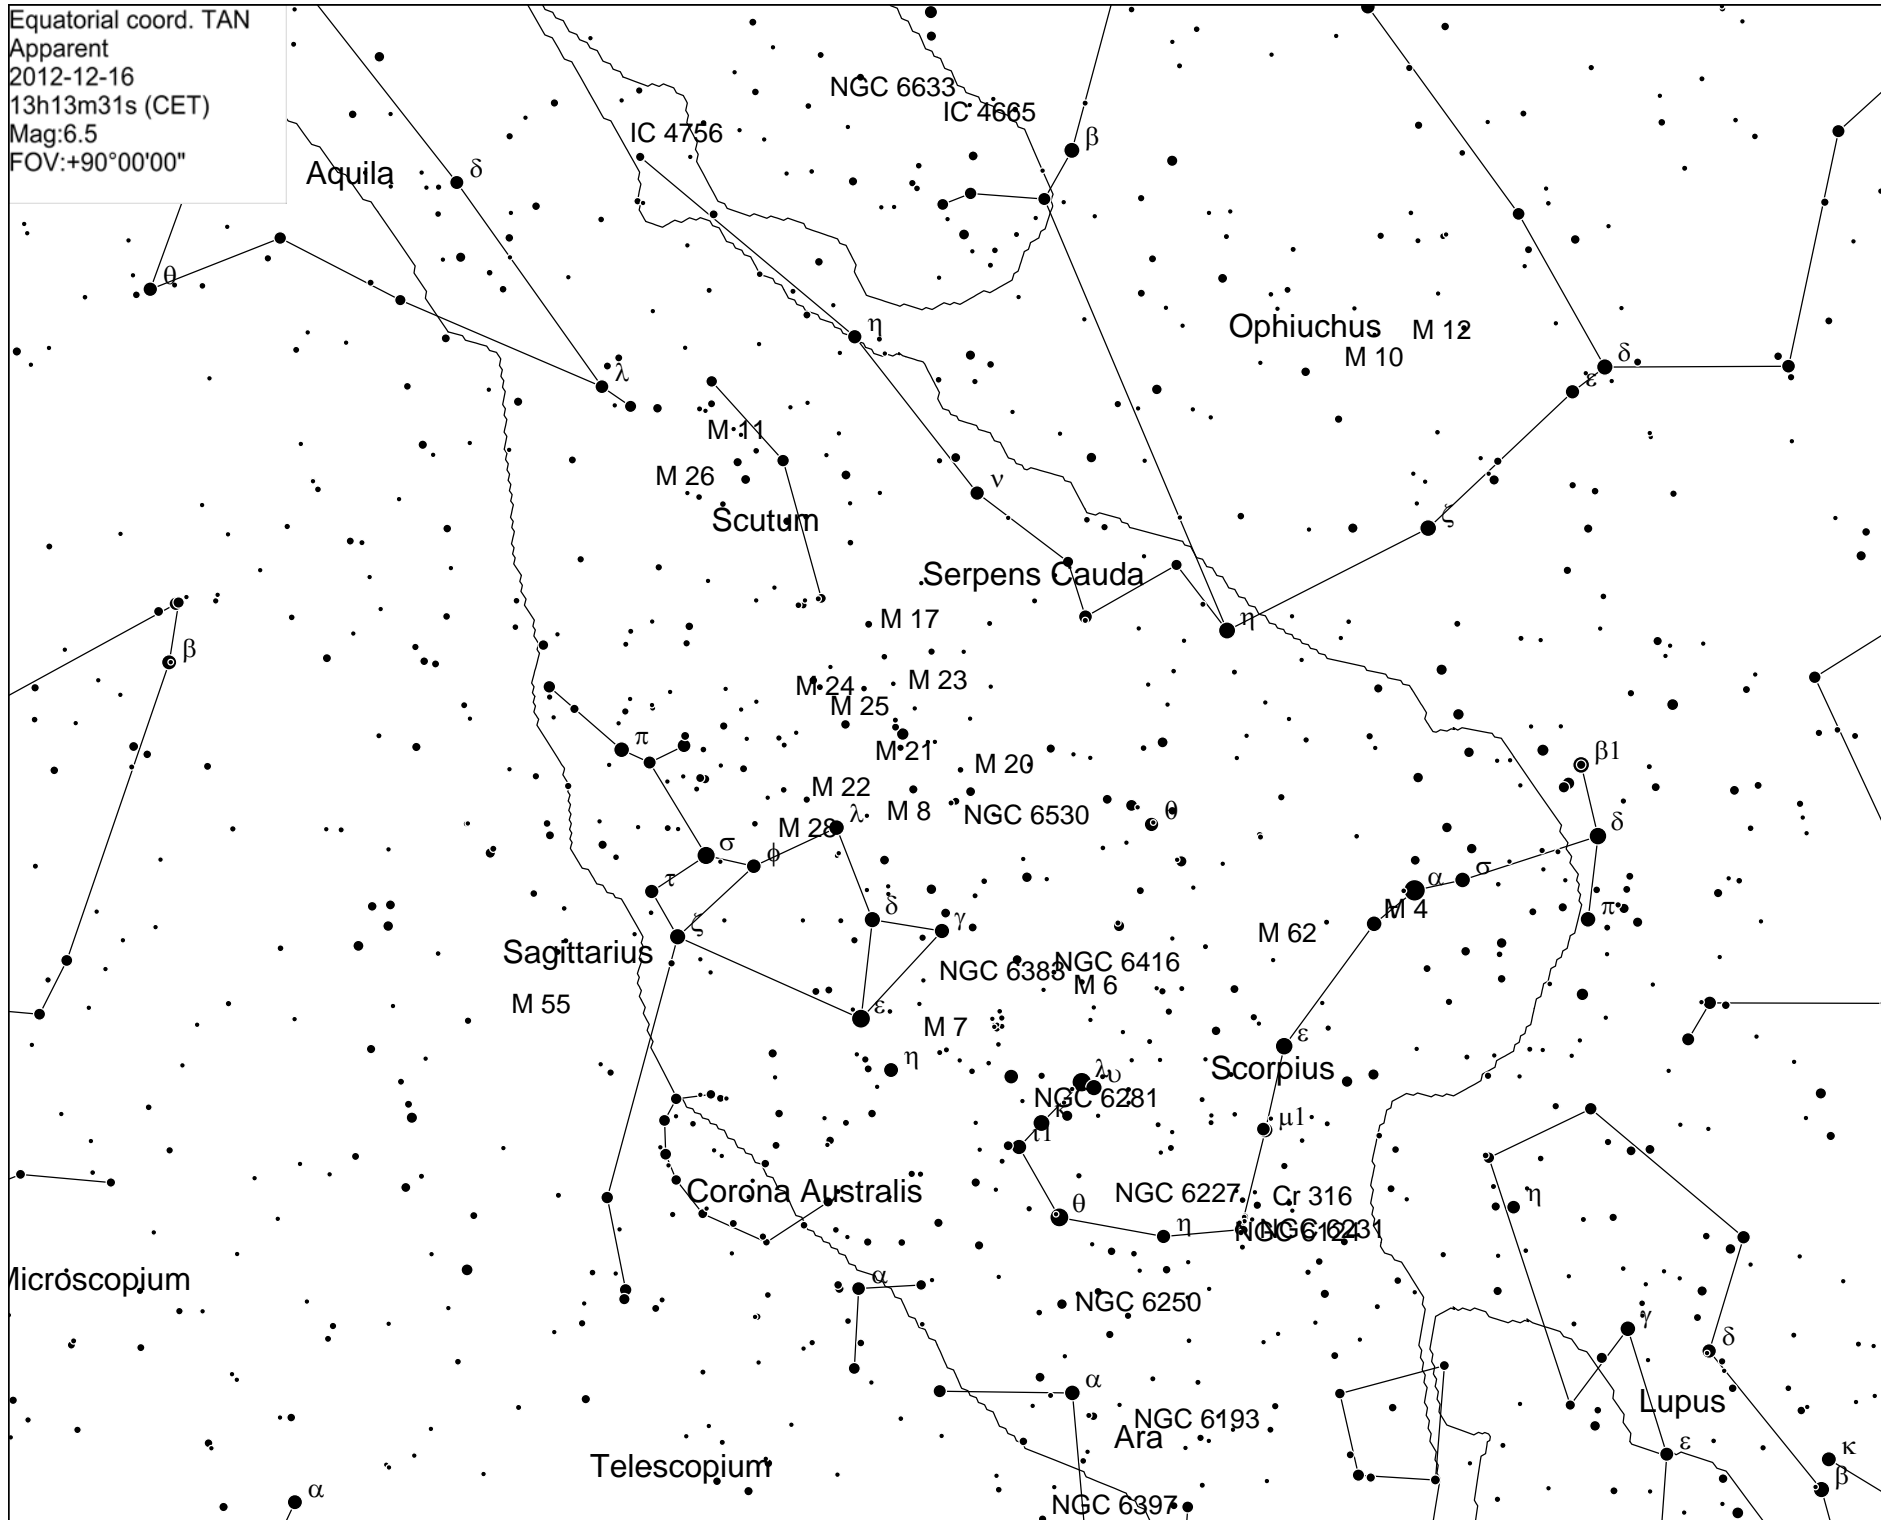 Equatorial coord. TAN
Apparent
2012-12-16
13h13m31s (CET)
Mag:6.5
FOV:+90°00'00"
NGC 6633
IC 4665
IC 4756
β
Aquila
δ
θ
η
Ophiuchus
M 12
M 10
δ
ε
λ
M 11
M 26
ν
Scutum
ζ
Serpens Cauda
M 17
η
β
M 24
M 23
M 25
π
M 21
M 20
β1
M 22
λ
M 8
NGC 6530
θ
M 28
δ
σ
φ
α
σ
τ
M 4
π
δ
γ
ζ
M 62
Sagittarius
NGC 6383
NGC 6416
M 6
M 55
ε
M 7
ε
η
Scorpius
λ
υ
NGC 6281
κ
ι1
μ1
Corona Australis
NGC 6227
Cr 316
η
θ
η
NGC 6124
NGC 6231
Microscopium
α
NGC 6250
γ
δ
α
Lupus
NGC 6193
Ara
ε
κ
Telescopium
β
α
NGC 6397